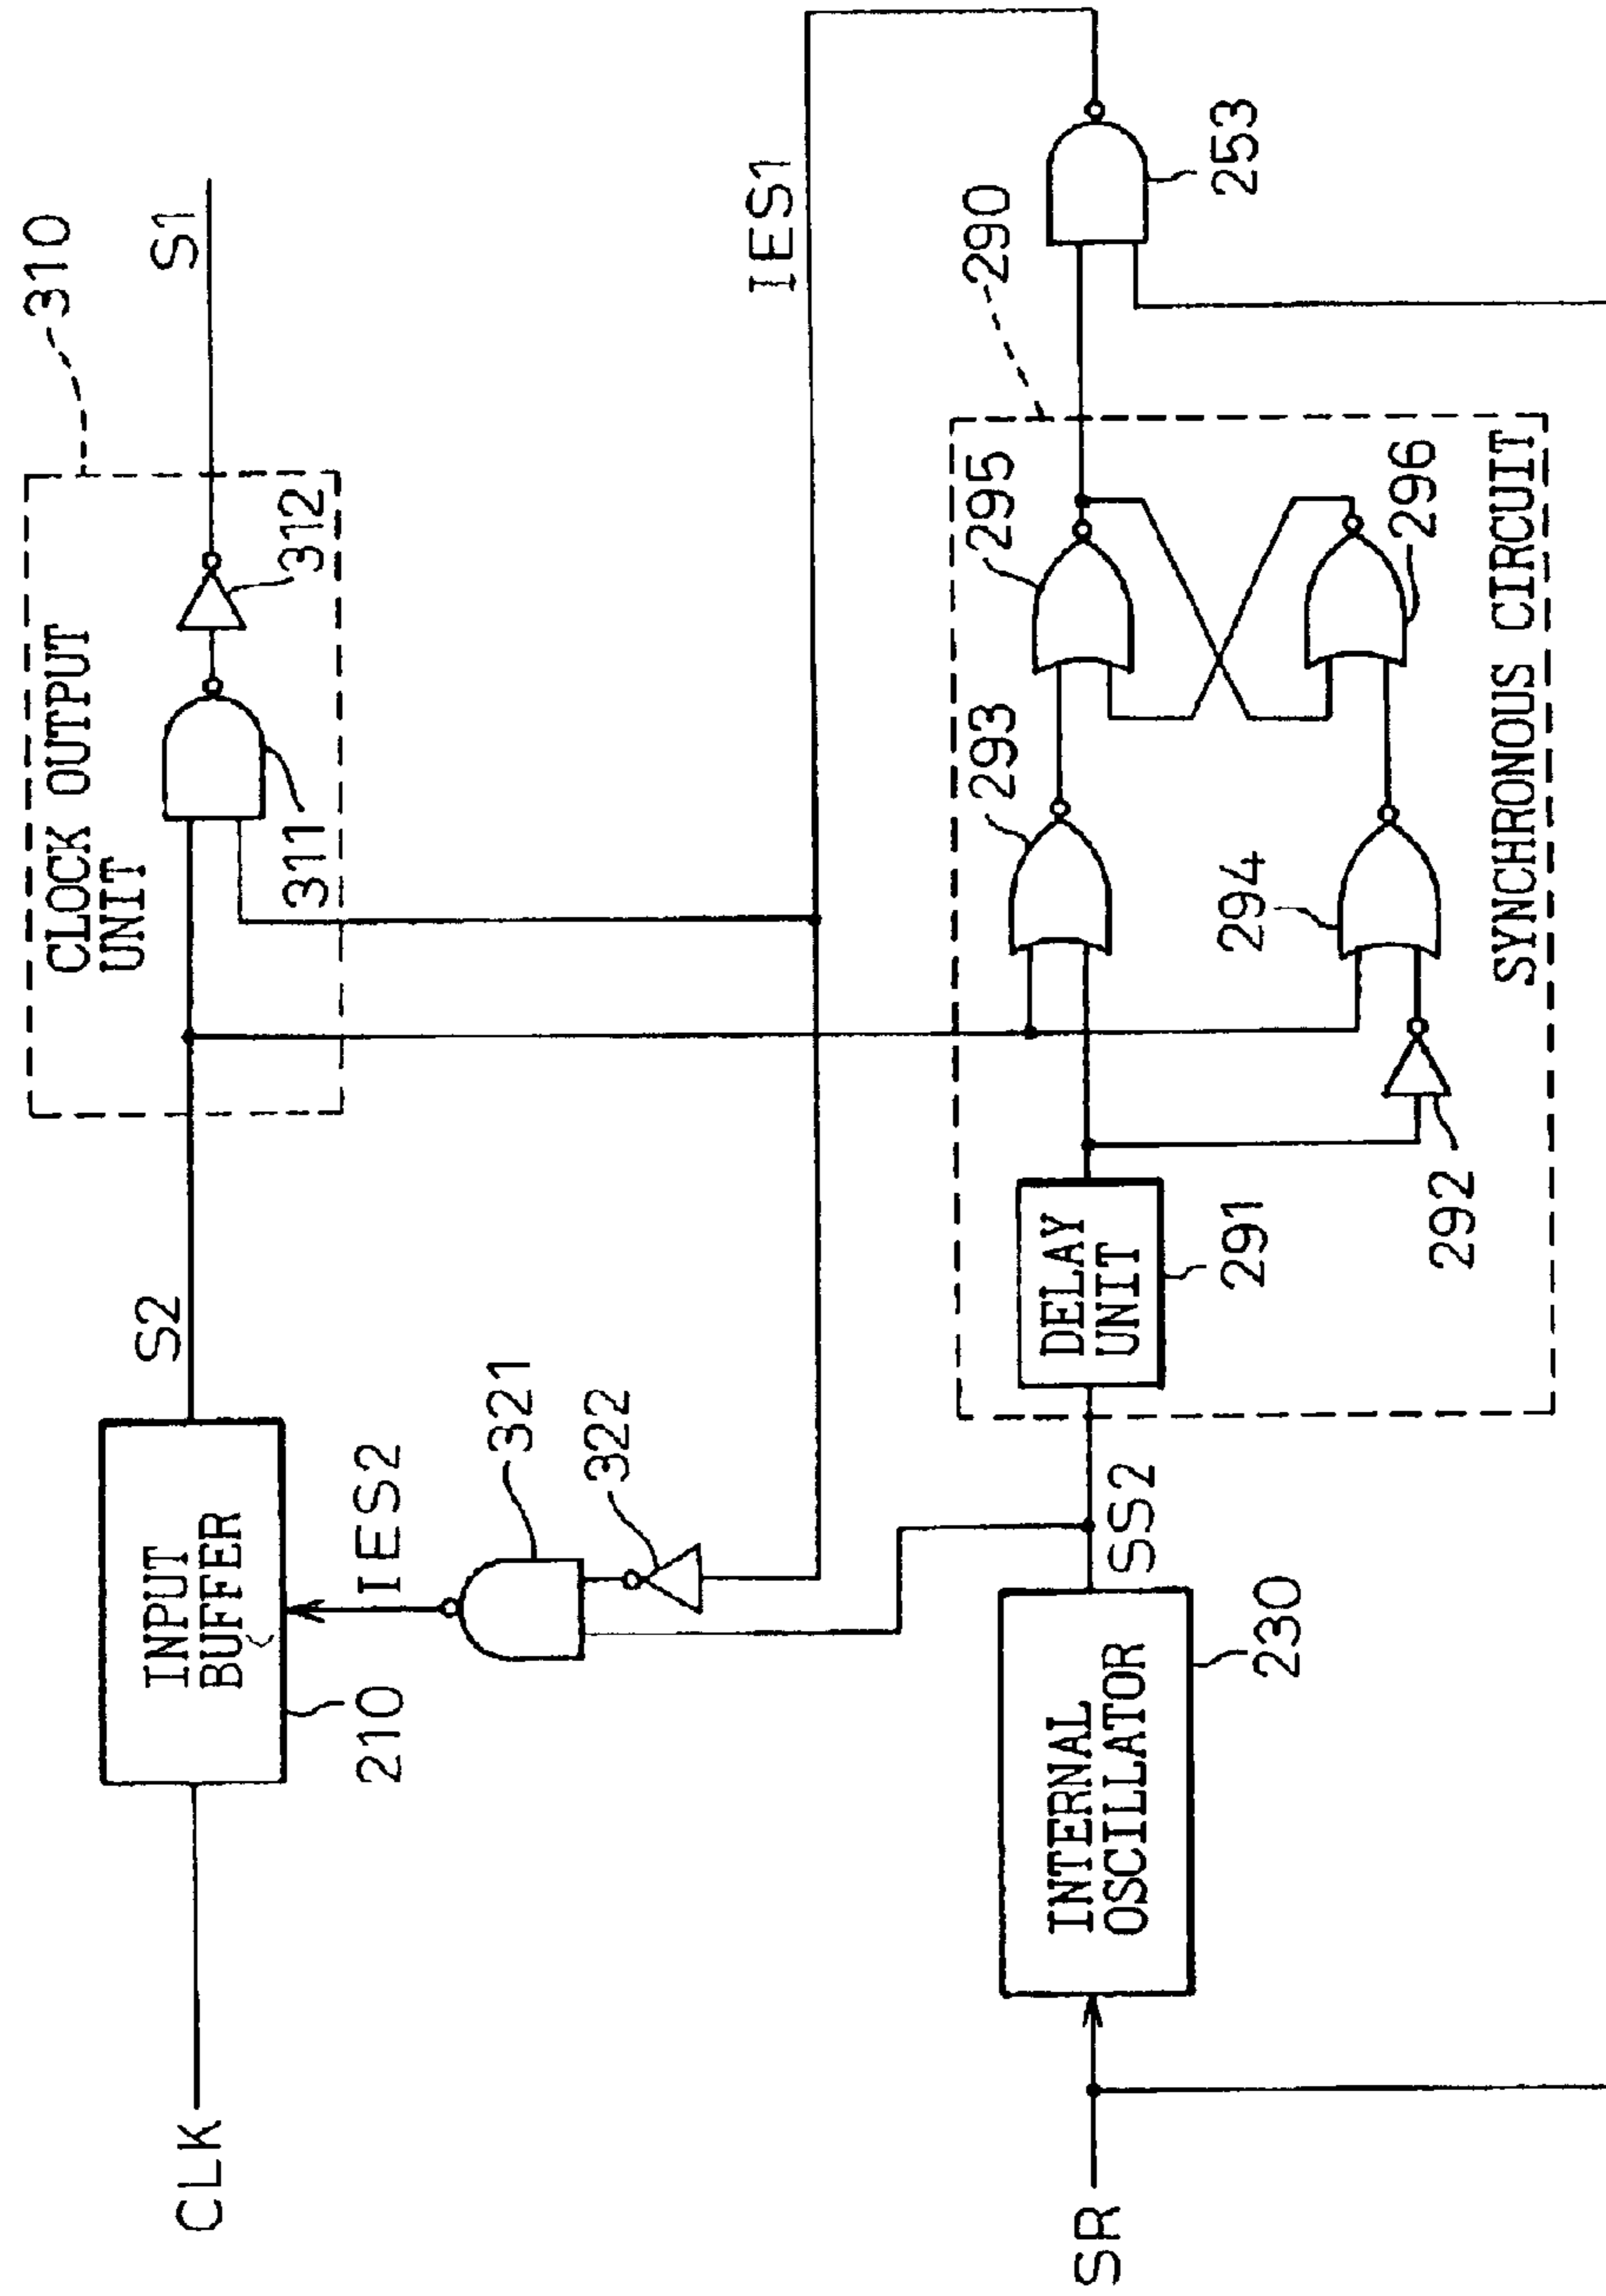 310
CLOCK OUTPUT
UNIT
S1
312
311
S2
CLK
INPUT
BUFFER
210
IES2
321
322
IES1
253
290
295
293
296
294
SYNCHRONOUS CIRCUIT
DELAY
UNIT
291
292
SS2
SR
INTERNAL
OSCILLATOR
230